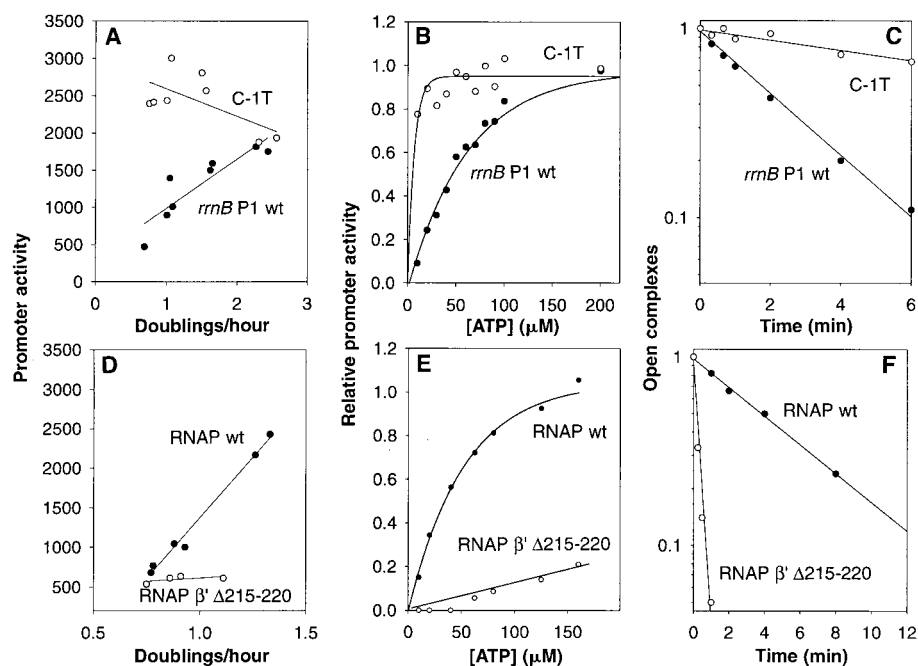 A
3500
3000
2500
2000
1500
1000
500
0
C-1T
rrnB P1 wt
0
1
2
3
Doublings/hour
B
1.2
1.0
0.8
0.6
0.4
0.2
0.0
C-1T
rrnB P1 wt
0
50
100
150
200
[ATP] (μM)
C
1
0.1
C-1T
rrnB P1 wt
0
2
4
6
Time (min)
Promoter activity
Relative promoter activity
Open complexes
D
3500
3000
2500
2000
1500
1000
500
0
RNAP wt
RNAP β' Δ215-220
0.5
1.0
1.5
Doublings/hour
E
1.2
1.0
0.8
0.6
0.4
0.2
0.0
RNAP wt
RNAP β' Δ215-220
0
50
100
150
[ATP] (μM)
F
1
0.1
RNAP wt
RNAP β' Δ215-220
0
2
4
6
8
10
12
Time (min)